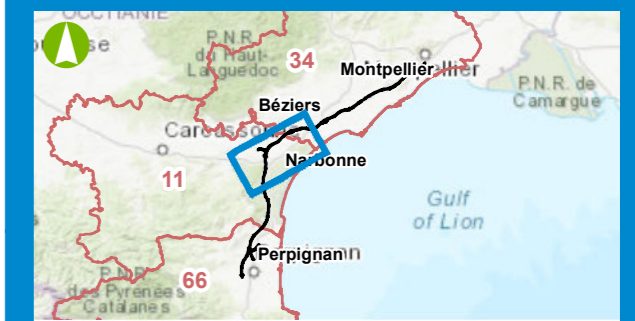 OCCITANIE
P.N.R.
du Haut-
Languedoc
34
Montpellier
P.N.R. de
Camargue
Béziers
Narbonne
11
Gulf
of Lion
Perpignan
66
P.N.R.
des Pyrénées
Catalanes